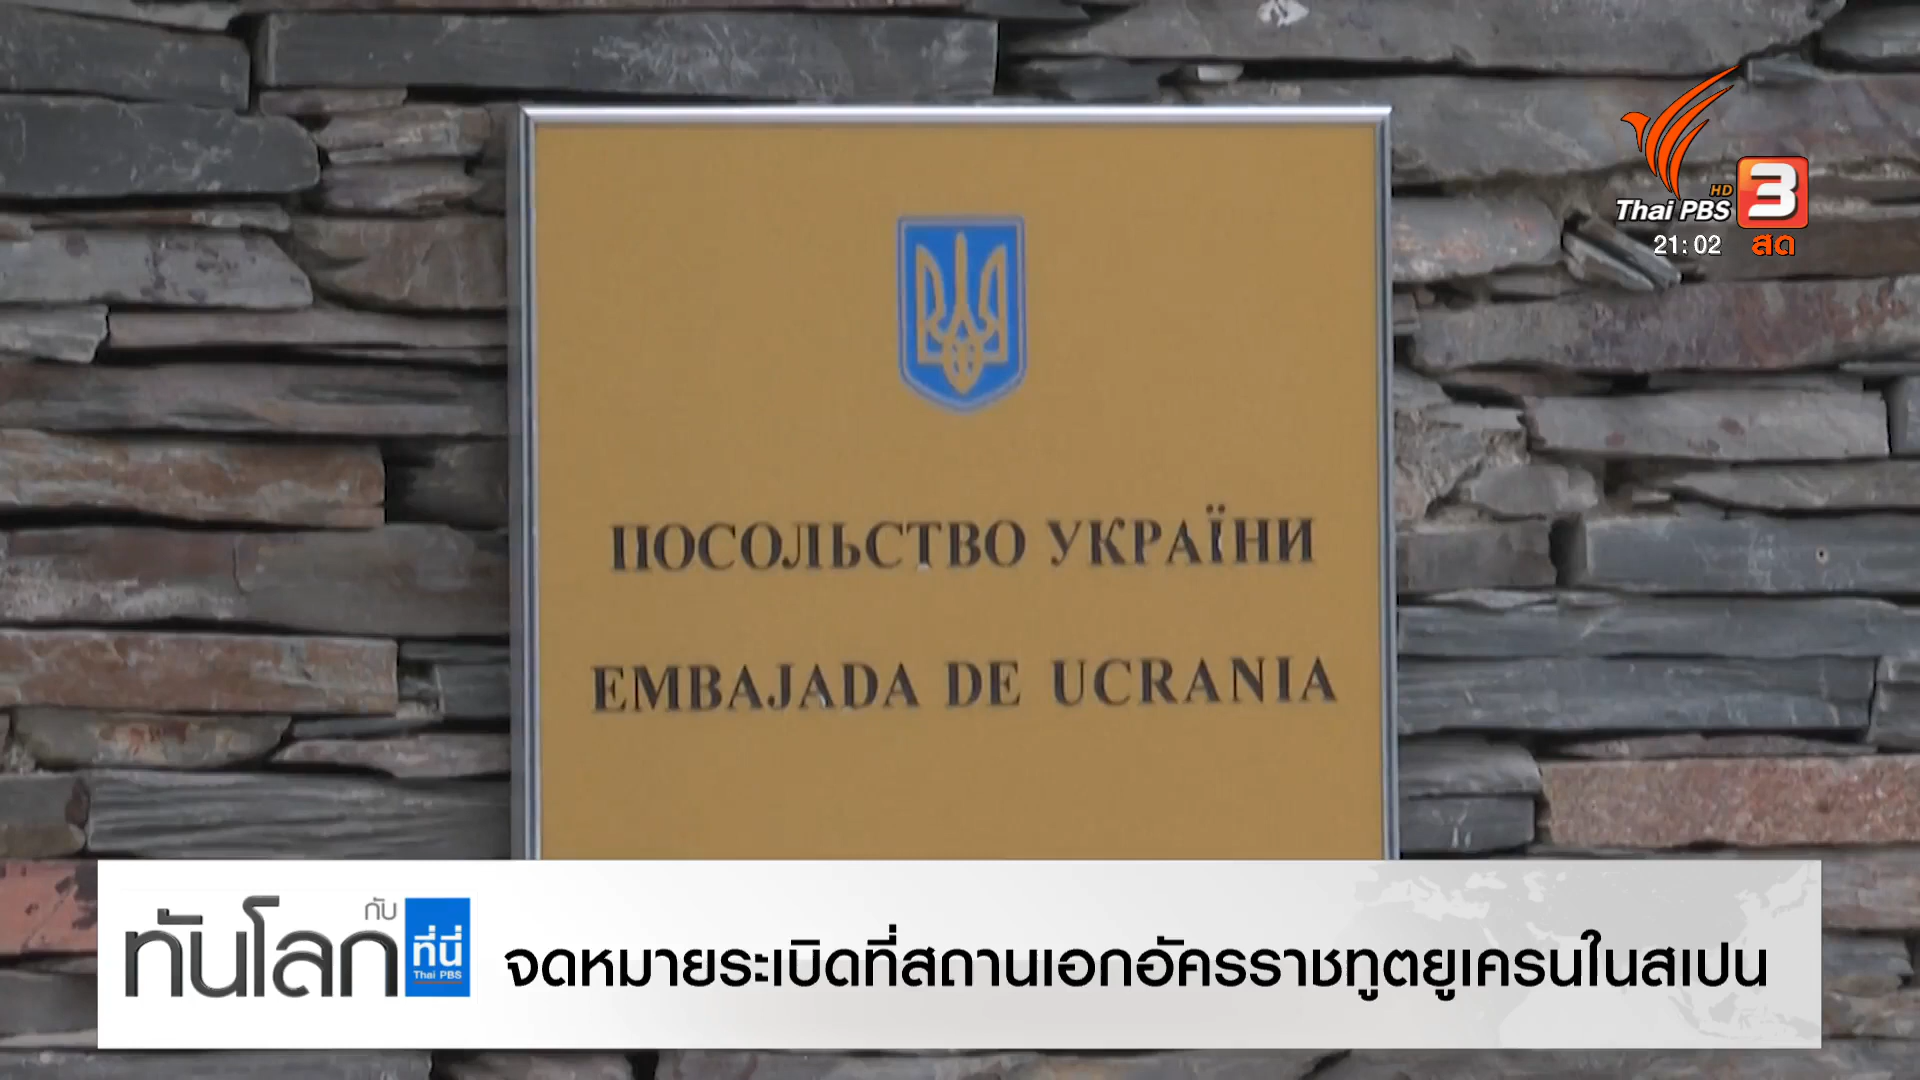 HD
Thai PBS 3
21:02 สด
ПОСОЛЬСТВО УКРАЇНИ
EMBAJADA DE UCRANIA
ทันโลก กับ ที่นี่ Thai PBS
จดหมายระเบิดที่สถานเอกอัครราชทูตยูเครนในสเปน